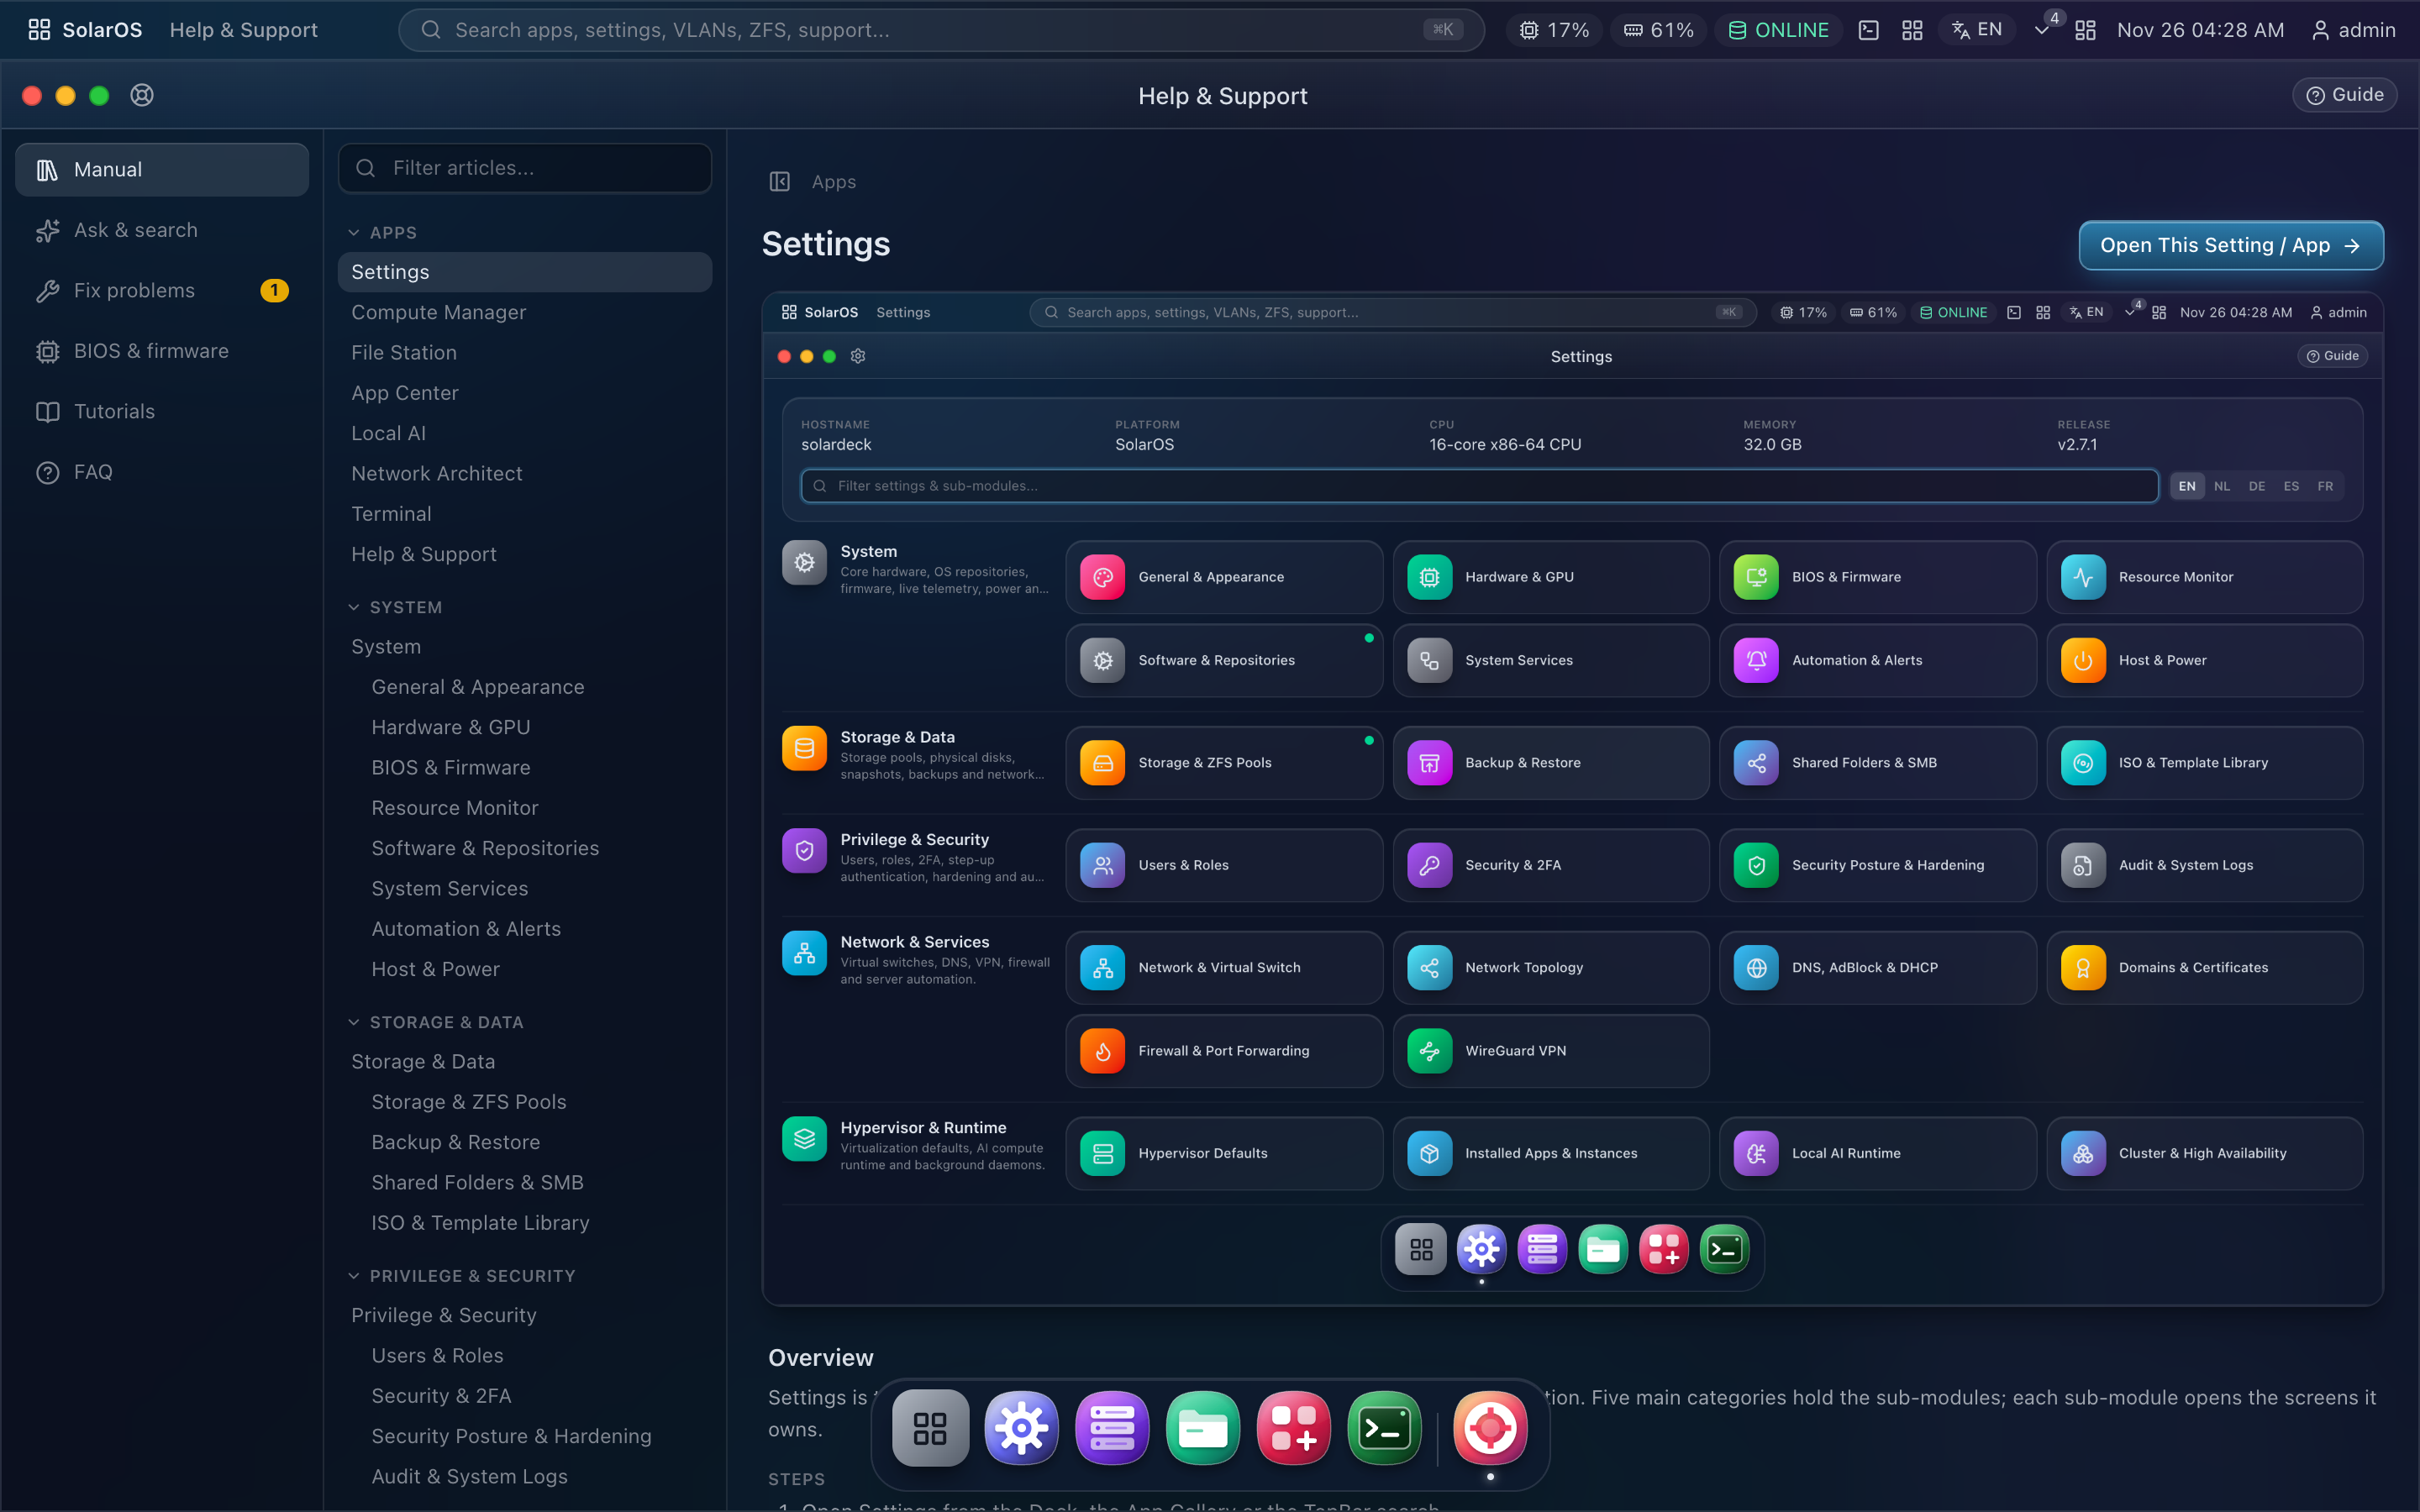 SolarOS Help & Support Search apps, settings, VLANs, ZFS, support... ⌘K 17% 61% ONLINE EN 4 Nov 26 04:28 AM admin
Help & Support
Guide
Manual
Ask & search
Fix problems 1
BIOS & firmware
Tutorials
FAQ
Filter articles...
APPS
Settings
Compute Manager
File Station
App Center
Local AI
Network Architect
Terminal
Help & Support
SYSTEM
System
General & Appearance
Hardware & GPU
BIOS & Firmware
Resource Monitor
Software & Repositories
System Services
Automation & Alerts
Host & Power
STORAGE & DATA
Storage & Data
Storage & ZFS Pools
Backup & Restore
Shared Folders & SMB
ISO & Template Library
PRIVILEGE & SECURITY
Privilege & Security
Users & Roles
Security & 2FA
Security Posture & Hardening
Audit & System Logs
Apps
Settings
Open This Setting / App
SolarOS Settings Search apps, settings, VLANs, ZFS, support... ⌘K 17% 61% ONLINE EN 4 Nov 26 04:28 AM admin
Settings
Guide
HOSTNAME PLATFORM CPU MEMORY RELEASE
solardeck SolarOS 16-core x86-64 CPU 32.0 GB v2.7.1
Filter settings & sub-modules... EN NL DE ES FR
System
Core hardware, OS repositories,
firmware, live telemetry, power an...
General & Appearance Hardware & GPU BIOS & Firmware Resource Monitor
Software & Repositories System Services Automation & Alerts Host & Power
Storage & Data
Storage pools, physical disks,
snapshots, backups and network...
Storage & ZFS Pools Backup & Restore Shared Folders & SMB ISO & Template Library
Privilege & Security
Users, roles, 2FA, step-up
authentication, hardening and au...
Users & Roles Security & 2FA Security Posture & Hardening Audit & System Logs
Network & Services
Virtual switches, DNS, VPN, firewall
and server automation.
Network & Virtual Switch Network Topology DNS, AdBlock & DHCP Domains & Certificates
Firewall & Port Forwarding WireGuard VPN
Hypervisor & Runtime
Virtualization defaults, AI compute
runtime and background daemons.
Hypervisor Defaults Installed Apps & Instances Local AI Runtime Cluster & High Availability
Overview
Settings is tion. Five main categories hold the sub-modules; each sub-module opens the screens it
owns.
STEPS
1. Open Settings from the Dock, the App Gallery or the TopBar search.